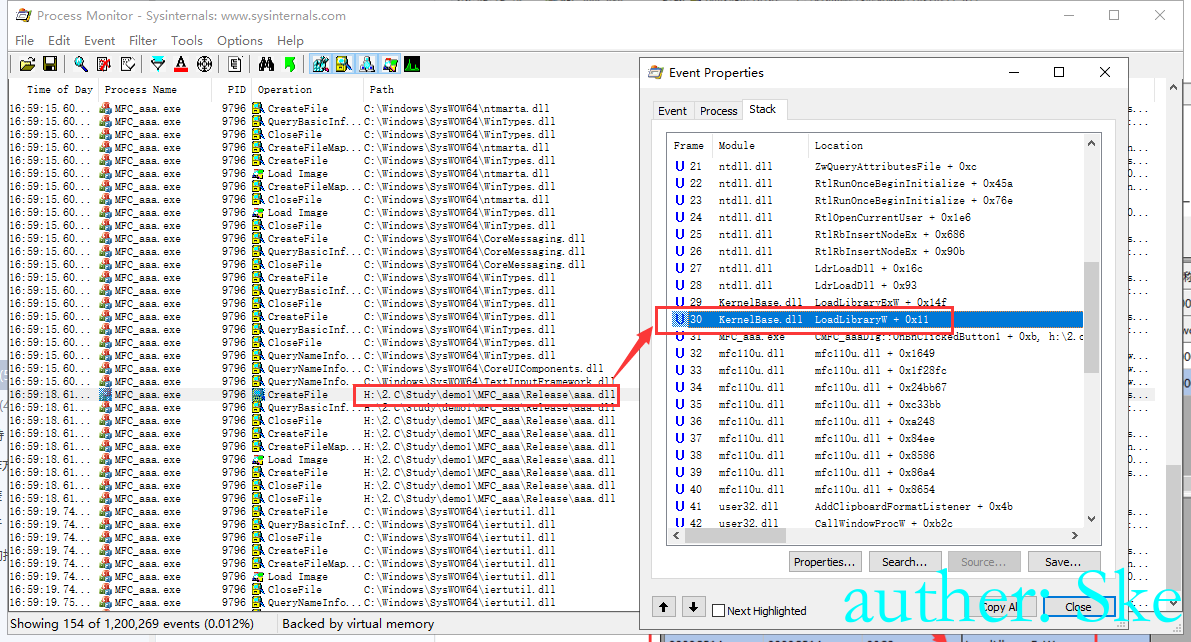 Process Monitor - Sysinternals: www.sysinternals.com
File Edit Event Filter Tools Options Help
Time of Day Process Name PID Operation Path
16:59:15.60... MFC_aaa.exe 9796 CreateFile C:\Windows\SysWOW64\ntmarta.dll
16:59:15.60... MFC_aaa.exe 9796 QueryBasicInf... C:\Windows\SysWOW64\WinTypes.dll
16:59:15.60... MFC_aaa.exe 9796 CloseFile C:\Windows\SysWOW64\WinTypes.dll
16:59:15.60... MFC_aaa.exe 9796 CreateFileMap... C:\Windows\SysWOW64\ntmarta.dll
16:59:15.60... MFC_aaa.exe 9796 CreateFile C:\Windows\SysWOW64\WinTypes.dll
16:59:15.60... MFC_aaa.exe 9796 Load Image C:\Windows\SysWOW64\ntmarta.dll
16:59:15.60... MFC_aaa.exe 9796 CreateFileMap... C:\Windows\SysWOW64\WinTypes.dll
16:59:15.60... MFC_aaa.exe 9796 CloseFile C:\Windows\SysWOW64\ntmarta.dll
16:59:15.60... MFC_aaa.exe 9796 Load Image C:\Windows\SysWOW64\WinTypes.dll
16:59:15.60... MFC_aaa.exe 9796 CloseFile C:\Windows\SysWOW64\WinTypes.dll
16:59:15.60... MFC_aaa.exe 9796 CreateFile C:\Windows\SysWOW64\CoreMessaging.dll
16:59:15.60... MFC_aaa.exe 9796 QueryBasicInf... C:\Windows\SysWOW64\CoreMessaging.dll
16:59:15.60... MFC_aaa.exe 9796 CloseFile C:\Windows\SysWOW64\CoreMessaging.dll
16:59:15.60... MFC_aaa.exe 9796 CreateFile C:\Windows\SysWOW64\WinTypes.dll
16:59:15.60... MFC_aaa.exe 9796 QueryBasicInf... C:\Windows\SysWOW64\WinTypes.dll
16:59:15.60... MFC_aaa.exe 9796 CloseFile C:\Windows\SysWOW64\WinTypes.dll
16:59:15.60... MFC_aaa.exe 9796 CreateFile C:\Windows\SysWOW64\WinTypes.dll
16:59:15.60... MFC_aaa.exe 9796 QueryBasicInf... C:\Windows\SysWOW64\WinTypes.dll
16:59:15.60... MFC_aaa.exe 9796 CloseFile C:\Windows\SysWOW64\WinTypes.dll
16:59:15.60... MFC_aaa.exe 9796 QueryNameInfo... C:\Windows\SysWOW64\WinTypes.dll
16:59:15.60... MFC_aaa.exe 9796 QueryNameInfo... C:\Windows\SysWOW64\CoreUIComponents.dll
16:59:15.60... MFC_aaa.exe 9796 QueryNameInfo... C:\Windows\SysWOW64\TextInputFramework.dll
16:59:18.61... MFC_aaa.exe 9796 CreateFile H:\2.C\Study\demo1\MFC_aaa\Release\aaa.dll
16:59:18.61... MFC_aaa.exe 9796 QueryBasicInf... H:\2.C\Study\demo1\MFC_aaa\Release\aaa.dll
16:59:18.61... MFC_aaa.exe 9796 CloseFile H:\2.C\Study\demo1\MFC_aaa\Release\aaa.dll
16:59:18.61... MFC_aaa.exe 9796 CreateFile H:\2.C\Study\demo1\MFC_aaa\Release\aaa.dll
16:59:18.61... MFC_aaa.exe 9796 CreateFileMap... H:\2.C\Study\demo1\MFC_aaa\Release\aaa.dll
16:59:18.61... MFC_aaa.exe 9796 Load Image H:\2.C\Study\demo1\MFC_aaa\Release\aaa.dll
16:59:18.61... MFC_aaa.exe 9796 CreateFile H:\2.C\Study\demo1\MFC_aaa\Release\aaa.dll
16:59:18.61... MFC_aaa.exe 9796 CloseFile H:\2.C\Study\demo1\MFC_aaa\Release\aaa.dll
16:59:18.61... MFC_aaa.exe 9796 CloseFile H:\2.C\Study\demo1\MFC_aaa\Release\aaa.dll
16:59:19.74... MFC_aaa.exe 9796 CreateFile C:\Windows\SysWOW64\iertutil.dll
16:59:19.74... MFC_aaa.exe 9796 QueryBasicInf... C:\Windows\SysWOW64\iertutil.dll
16:59:19.74... MFC_aaa.exe 9796 CloseFile C:\Windows\SysWOW64\iertutil.dll
16:59:19.74... MFC_aaa.exe 9796 CreateFile C:\Windows\SysWOW64\iertutil.dll
16:59:19.74... MFC_aaa.exe 9796 CreateFileMap... C:\Windows\SysWOW64\iertutil.dll
16:59:19.74... MFC_aaa.exe 9796 Load Image C:\Windows\SysWOW64\iertutil.dll
16:59:19.74... MFC_aaa.exe 9796 CloseFile C:\Windows\SysWOW64\iertutil.dll
16:59:19.75... MFC_aaa.exe 9796 QueryNameInfo... C:\Windows\SysWOW64\iertutil.dll
Showing 154 of 1,200,269 events (0.012%) Backed by virtual memory
Event Properties
Event Process Stack
Frame Module Location
U 21 ntdll.dll ZwQueryAttributesFile + 0xc
U 22 ntdll.dll RtlRunOnceBeginInitialize + 0x45a
U 23 ntdll.dll RtlRunOnceBeginInitialize + 0x76e
U 24 ntdll.dll RtlOpenCurrentUser + 0x1e6
U 25 ntdll.dll RtlRbInsertNodeEx + 0x686
U 26 ntdll.dll RtlRbInsertNodeEx + 0x90b
U 27 ntdll.dll LdrLoadDll + 0x16c
U 28 ntdll.dll LdrLoadDll + 0x93
U 29 KernelBase.dll LoadLibraryExW + 0x14f
U 30 KernelBase.dll LoadLibraryW + 0x11
U 31 MFC_aaa.exe CMFC_aaaDlg::OnBnClickedButton1 + 0xb, h:\2.c
U 32 mfc110u.dll mfc110u.dll + 0x1649
U 33 mfc110u.dll mfc110u.dll + 0x1f28fc
U 34 mfc110u.dll mfc110u.dll + 0x24bb67
U 35 mfc110u.dll mfc110u.dll + 0xc33bb
U 36 mfc110u.dll mfc110u.dll + 0xa248
U 37 mfc110u.dll mfc110u.dll + 0x84ee
U 38 mfc110u.dll mfc110u.dll + 0x8586
U 39 mfc110u.dll mfc110u.dll + 0x86a4
U 40 mfc110u.dll mfc110u.dll + 0x8654
U 41 user32.dll AddClipboardFormatListener + 0x4b
U 42 user32.dll CallWindowProcW + 0xb2c
Properties... Search... Source... Save...
Next Highlighted Copy All Close
auther: Ske